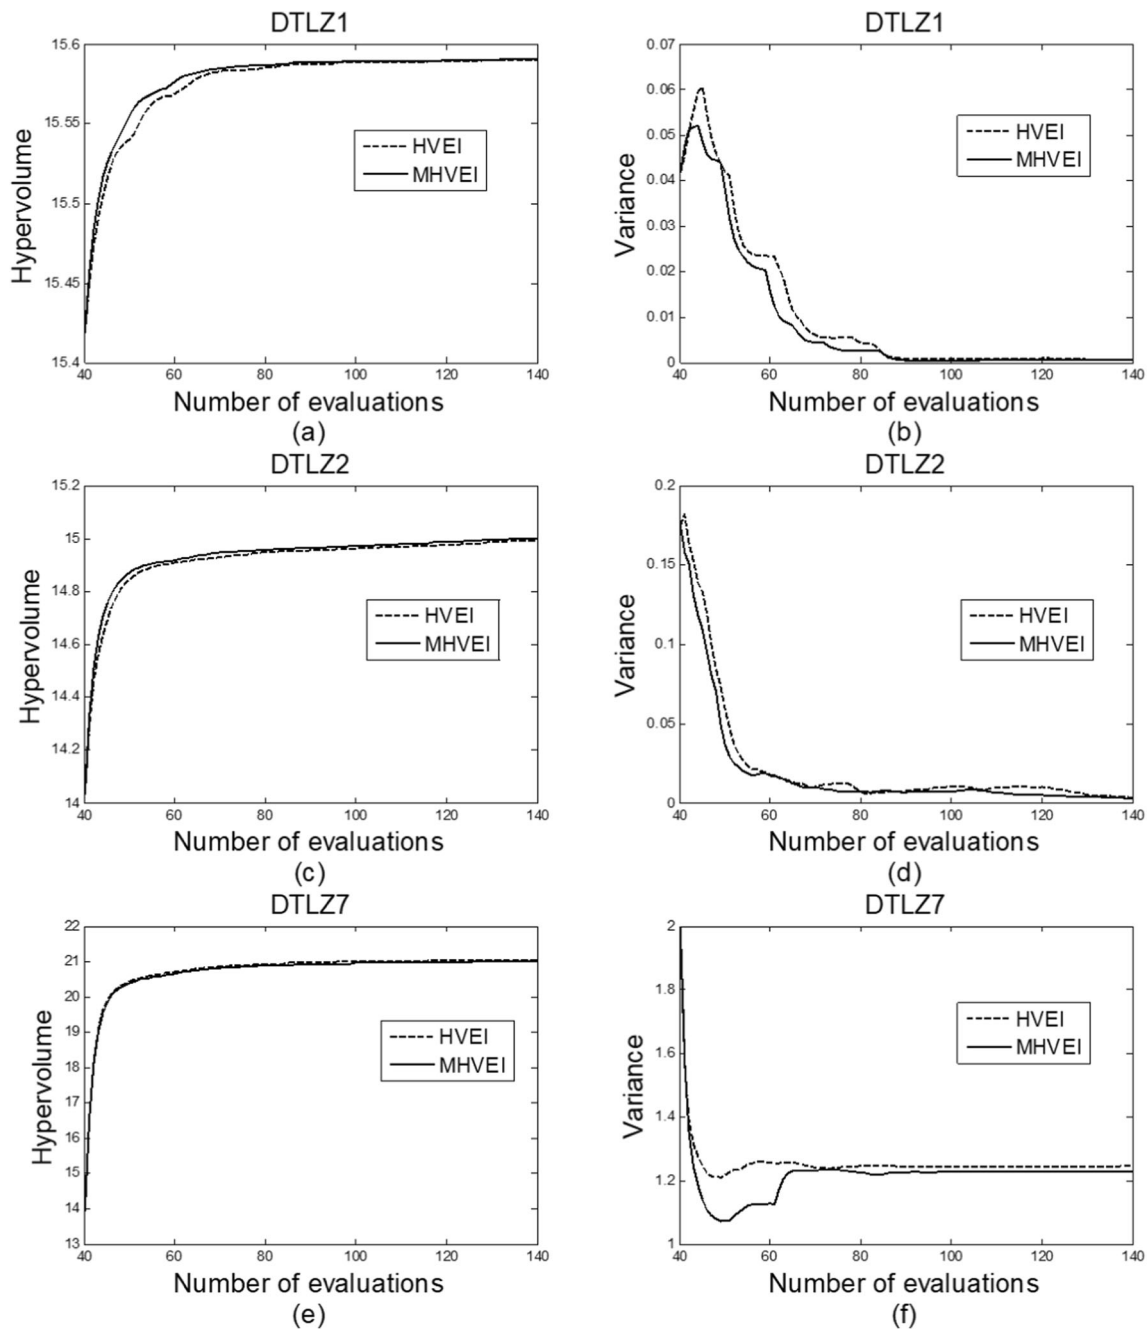 DTLZ1
Hypervolume
15.6
15.55
15.5
15.45
15.4
HVEI
MHVEI
40 60 80 100 120 140
Number of evaluations
(a)
DTLZ1
Variance
0.07
0.06
0.05
0.04
0.03
0.02
0.01
0
HVEI
MHVEI
40 60 80 100 120 140
Number of evaluations
(b)
DTLZ2
Hypervolume
15.2
15
14.8
14.6
14.4
14.2
14
HVEI
MHVEI
40 60 80 100 120 140
Number of evaluations
(c)
DTLZ2
Variance
0.2
0.15
0.1
0.05
0
HVEI
MHVEI
40 60 80 100 120 140
Number of evaluations
(d)
DTLZ7
Hypervolume
22
21
20
19
18
17
16
15
14
13
HVEI
MHVEI
40 60 80 100 120 140
Number of evaluations
(e)
DTLZ7
Variance
2
1.8
1.6
1.4
1.2
1
HVEI
MHVEI
40 60 80 100 120 140
Number of evaluations
(f)